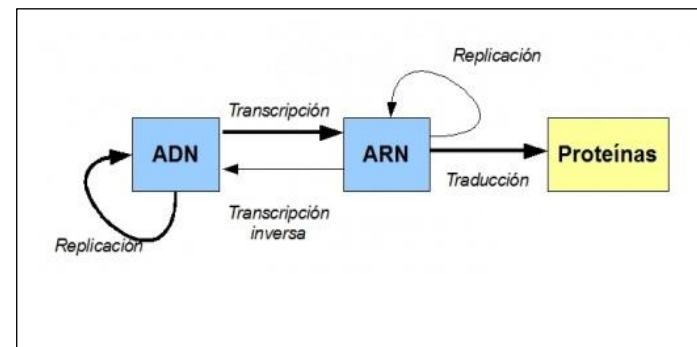 Replicación
Transcripción
ADN
ARN
Proteínas
Traducción
Transcripción
inversa
Replicación